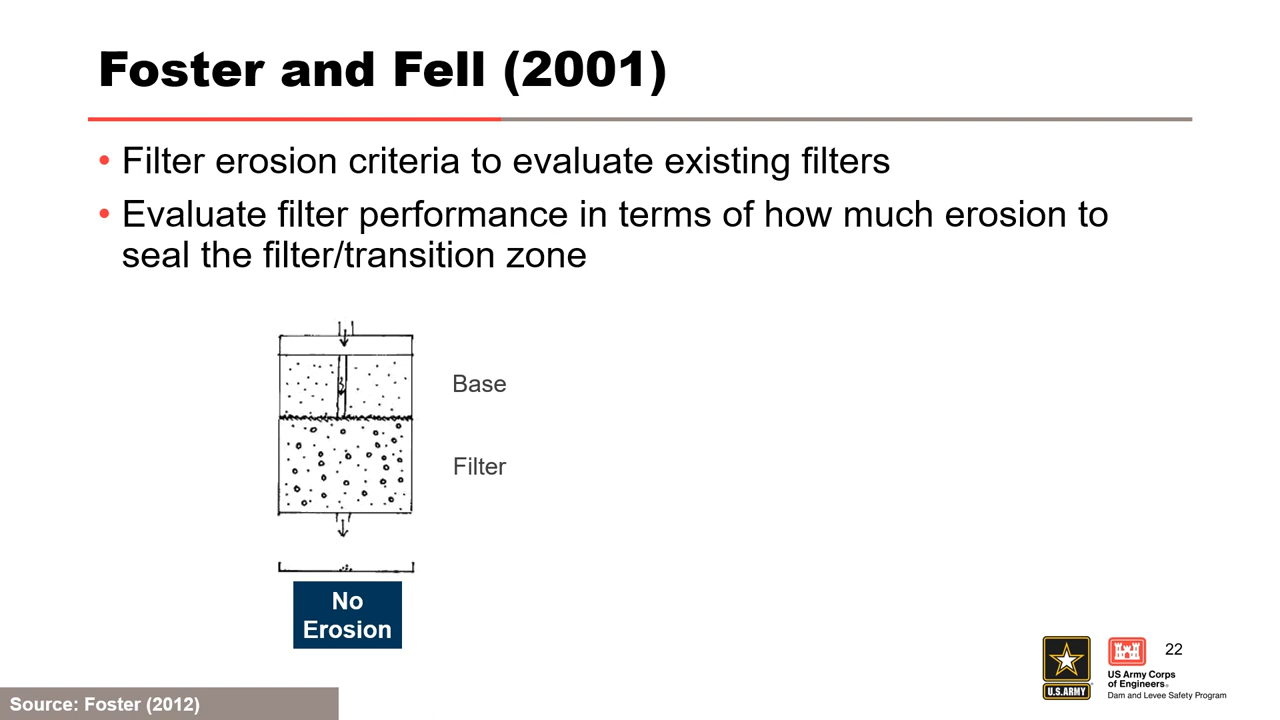 Foster and Fell (2001)
• Filter erosion criteria to evaluate existing filters
• Evaluate filter performance in terms of how much erosion to
seal the filter/transition zone
Base
Filter
No
Erosion
22
U.S.ARMY
US Army Corps
of Engineers®
Dam and Levee Safety Program
Source: Foster (2012)